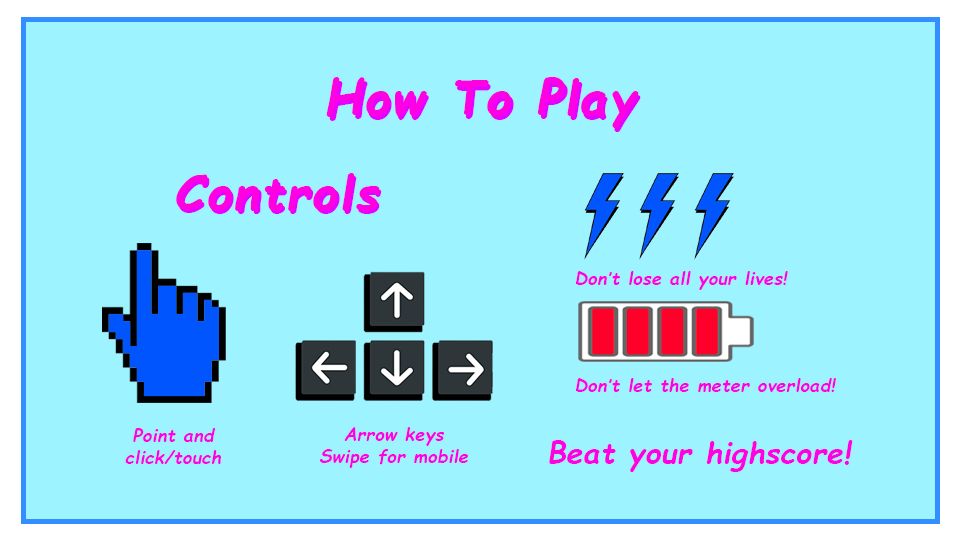 How To Play
Controls
Point and
click/touch
Arrow keys
Swipe for mobile
Don't lose all your lives!
Don't let the meter overload!
Beat your highscore!